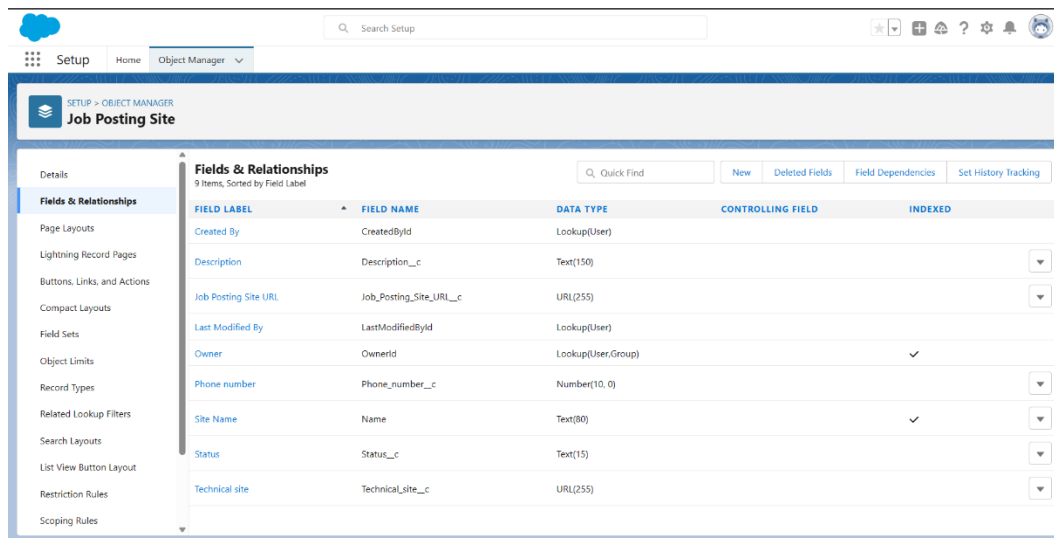 Search Setup
Setup
Home
Object Manager
SETUP > OBJECT MANAGER
Job Posting Site
Details
Fields & Relationships
Page Layouts
Lightning Record Pages
Buttons, Links, and Actions
Compact Layouts
Field Sets
Object Limits
Record Types
Related Lookup Filters
Search Layouts
List View Button Layout
Restriction Rules
Scoping Rules
Fields & Relationships
9 Items, Sorted by Field Label
Quick Find
New
Deleted Fields
Field Dependencies
Set History Tracking
FIELD LABEL FIELD NAME DATA TYPE CONTROLLING FIELD INDEXED
Created By CreatedById Lookup(User)
Description Description__c Text(150)
Job Posting Site URL Job_Posting_Site_URL__c URL(255)
Last Modified By LastModifiedById Lookup(User)
Owner OwnerId Lookup(User,Group)
Phone number Phone_number__c Number(10, 0)
Site Name Name Text(80)
Status Status__c Text(15)
Technical site Technical_site__c URL(255)